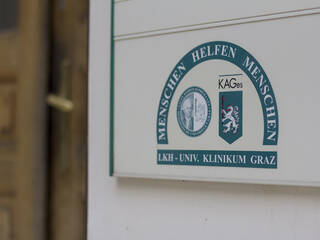 MENSCHEN HELFEN MENSCHEN
KAGes
LKH - UNIV. KLINIKUM GRAZ